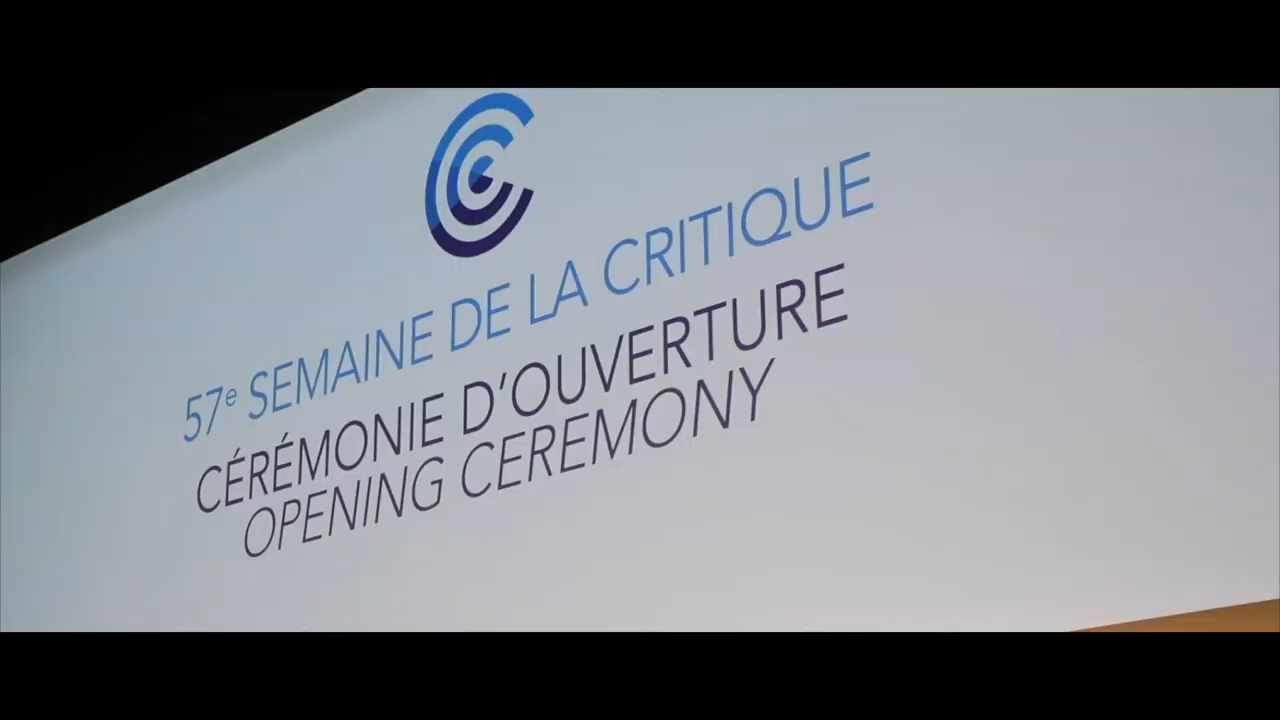 57e SEMAINE DE LA CRITIQUE
CÉRÉMONIE D'OUVERTURE
OPENING CEREMONY